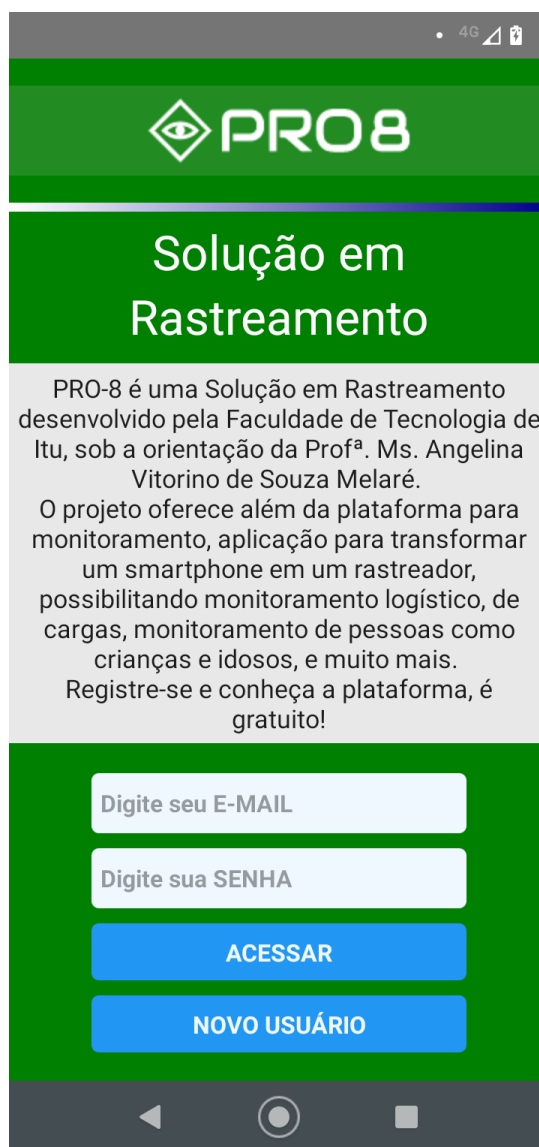 4G
PRO8
Solução em
Rastreamento
PRO-8 é uma Solução em Rastreamento
desenvolvido pela Faculdade de Tecnologia de
Itu, sob a orientação da Profª. Ms. Angelina
Vitorino de Souza Melaré.
O projeto oferece além da plataforma para
monitoramento, aplicação para transformar
um smartphone em um rastreador,
possibilitando monitoramento logístico, de
cargas, monitoramento de pessoas como
crianças e idosos, e muito mais.
Registre-se e conheça a plataforma, é
gratuito!
Digite seu E-MAIL
Digite sua SENHA
ACESSAR
NOVO USUÁRIO